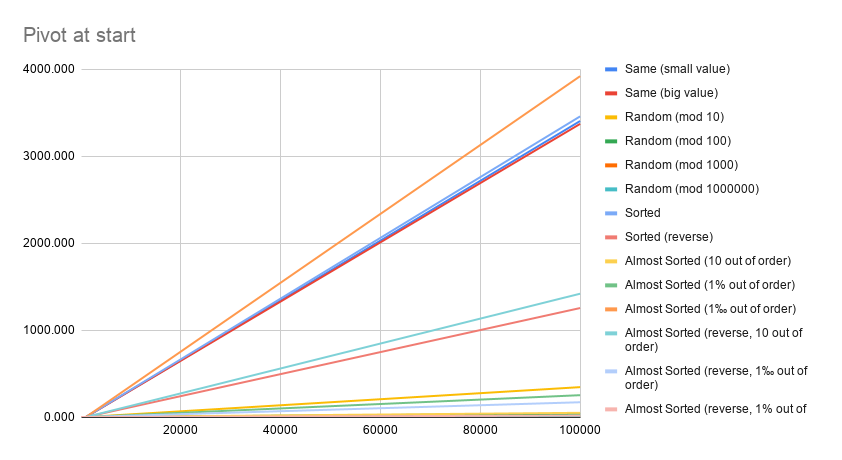 Pivot at start
4000.000
3000.000
2000.000
1000.000
0.000
20000
40000
60000
80000
100000
Same (small value)
Same (big value)
Random (mod 10)
Random (mod 100)
Random (mod 1000)
Random (mod 1000000)
Sorted
Sorted (reverse)
Almost Sorted (10 out of order)
Almost Sorted (1% out of order)
Almost Sorted (1‰ out of order)
Almost Sorted (reverse, 10 out of
order)
Almost Sorted (reverse, 1‰ out of
order)
Almost Sorted (reverse, 1% out of